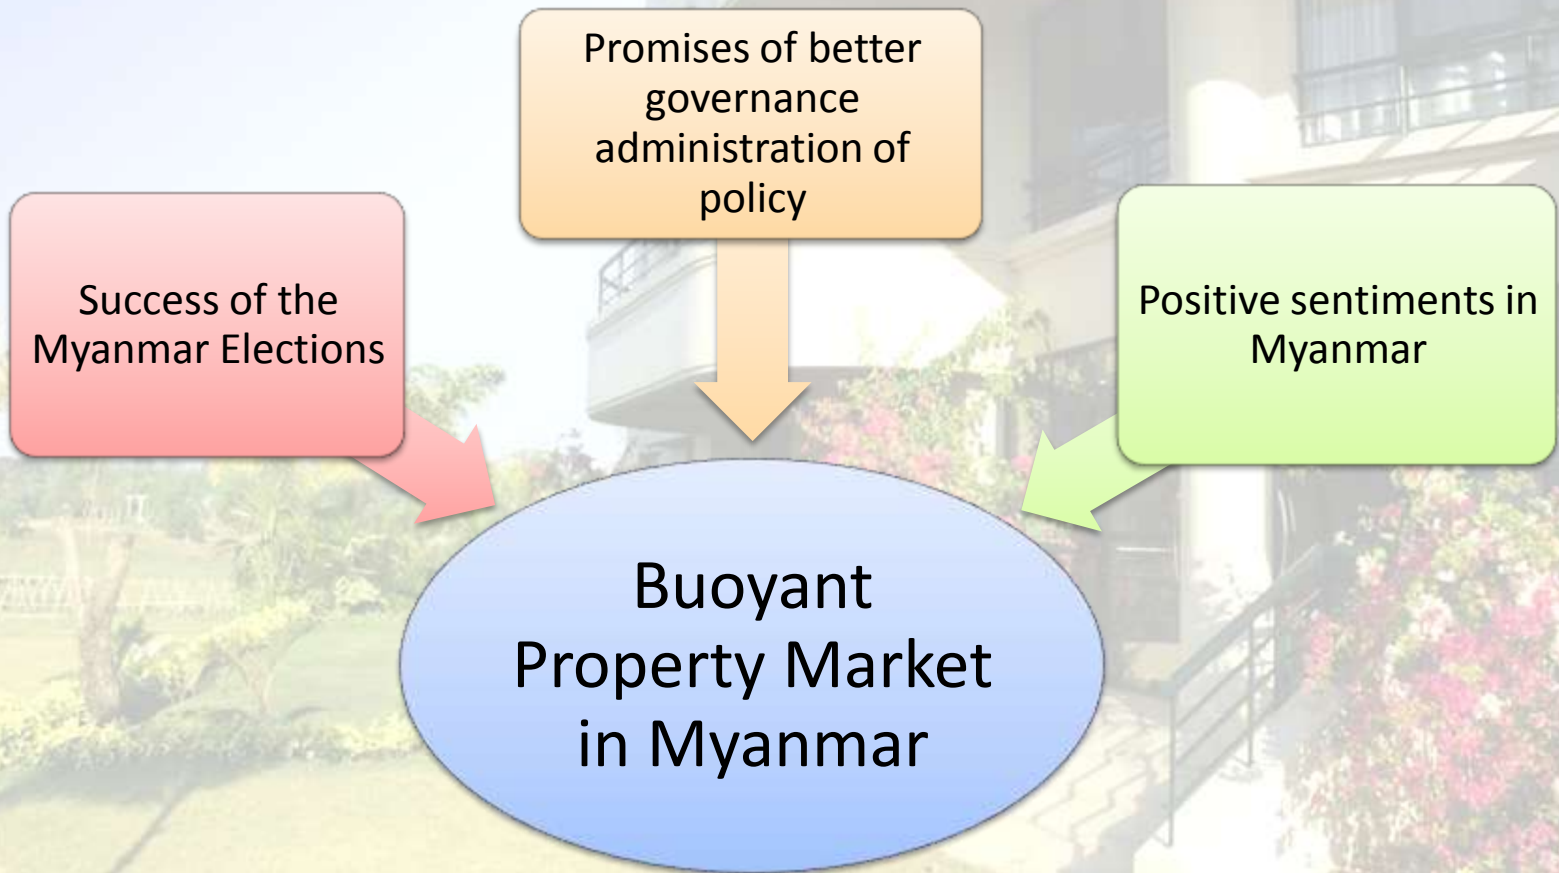 Promises of better
governance
administration of
policy
Success of the
Myanmar Elections
Positive sentiments in
Myanmar
Buoyant
Property Market
in Myanmar